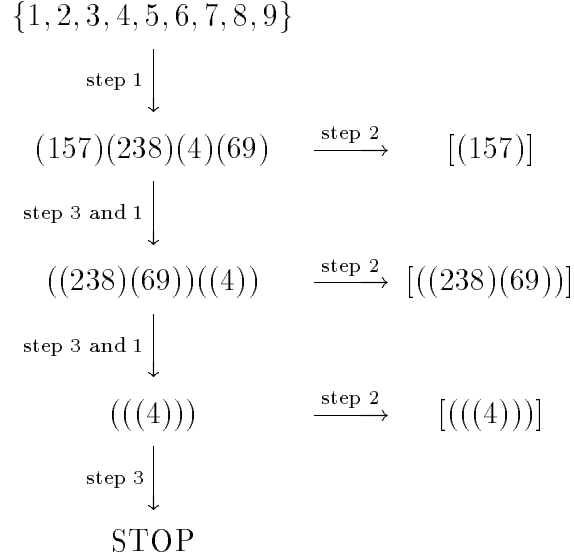 {1, 2, 3, 4, 5, 6, 7, 8, 9}
step 1
(157)(238)(4)(69) step 2 [(157)]
step 3 and 1
((238)(69))((4)) step 2 [((238)(69))]
step 3 and 1
(((4))) step 2 [(((4)))]
step 3
STOP